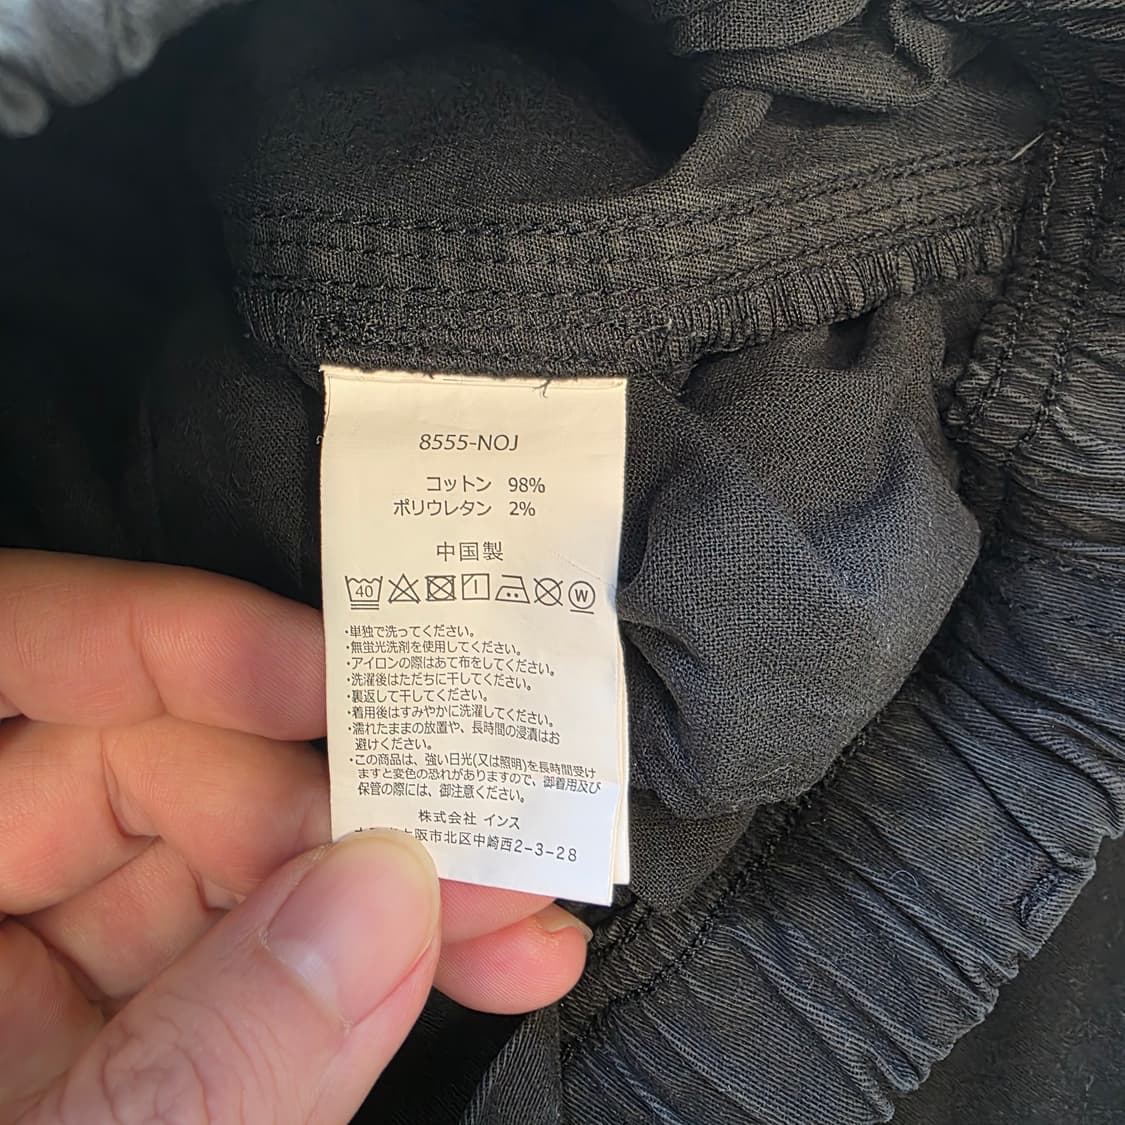 8555-NOJ
コットン 98%
ポリウレタン 2%
中国製
40
W
・単独で洗ってください。
・無蛍光洗剤を使用してください。
・アイロンの際はあて布をしてください。
・洗濯後はただちに干してください。
・裏返して干してください。
・着用後はすみやかに洗濯してください。
・濡れたままの放置や、長時間の浸漬はお
避けください。
・この商品は、強い日光(又は照明)を長時間受け
ますと変色の恐れがありますので、御着用及び
保管の際には、御注意ください。
株式会社 インス
阪市北区中崎西2-3-28